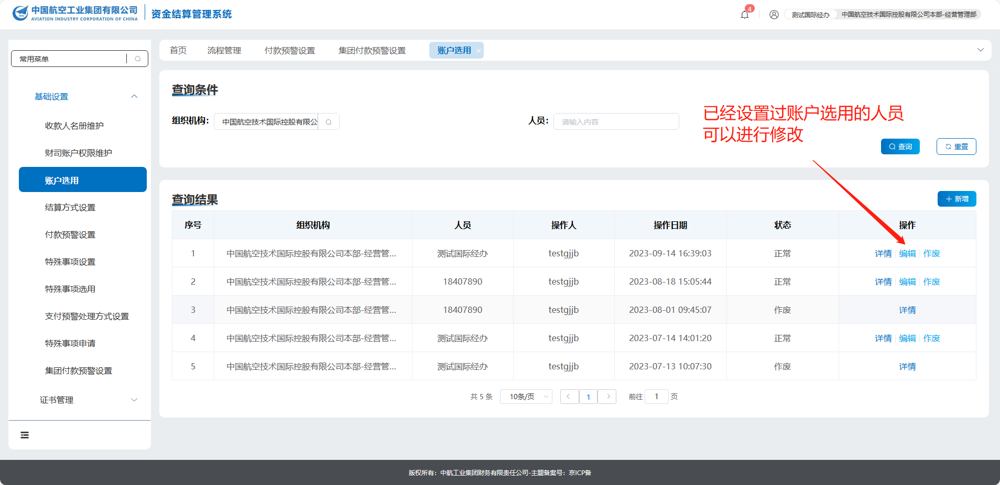 中国航空工业集团有限公司
AVIATION INDUSTRY CORPORATION OF CHINA
资金结算管理系统
4
测试国际经办
中国航空技术国际控股有限公司本部-经营管理部
常用菜单
基础设置
收款人名册维护
财司账户权限维护
账户选用
结算方式设置
付款预警设置
特殊事项设置
特殊事项选用
支付预警处理方式设置
特殊事项申请
集团付款预警设置
证书管理
首页 流程管理 付款预警设置 集团付款预警设置 账户选用
查询条件
组织机构： 中国航空技术国际控股有限公
人员： 请输入内容
已经设置过账户选用的人员
可以进行修改
查询 重置
查询结果
新增
序号 组织机构 人员 操作人 操作日期 状态 操作
1 中国航空技术国际控股有限公司本部-经营管... 测试国际经办 testgjjb 2023-09-14 16:39:03 正常 详情 编辑 作废
2 中国航空技术国际控股有限公司本部-经营管... 18407890 testgjjb 2023-08-18 15:05:44 正常 详情 编辑 作废
3 中国航空技术国际控股有限公司本部-经营管... 18407890 testgjjb 2023-08-01 09:45:07 作废 详情
4 中国航空技术国际控股有限公司本部-经营管... 测试国际经办 testgjjb 2023-07-14 14:01:20 正常 详情 编辑 作废
5 中国航空技术国际控股有限公司本部-经营管... 测试国际经办 testgjjb 2023-07-13 10:07:30 作废 详情
共 5 条 10条/页 1 前往 1 页
版权所有：中航工业集团财务有限责任公司-主题备案号：京ICP备